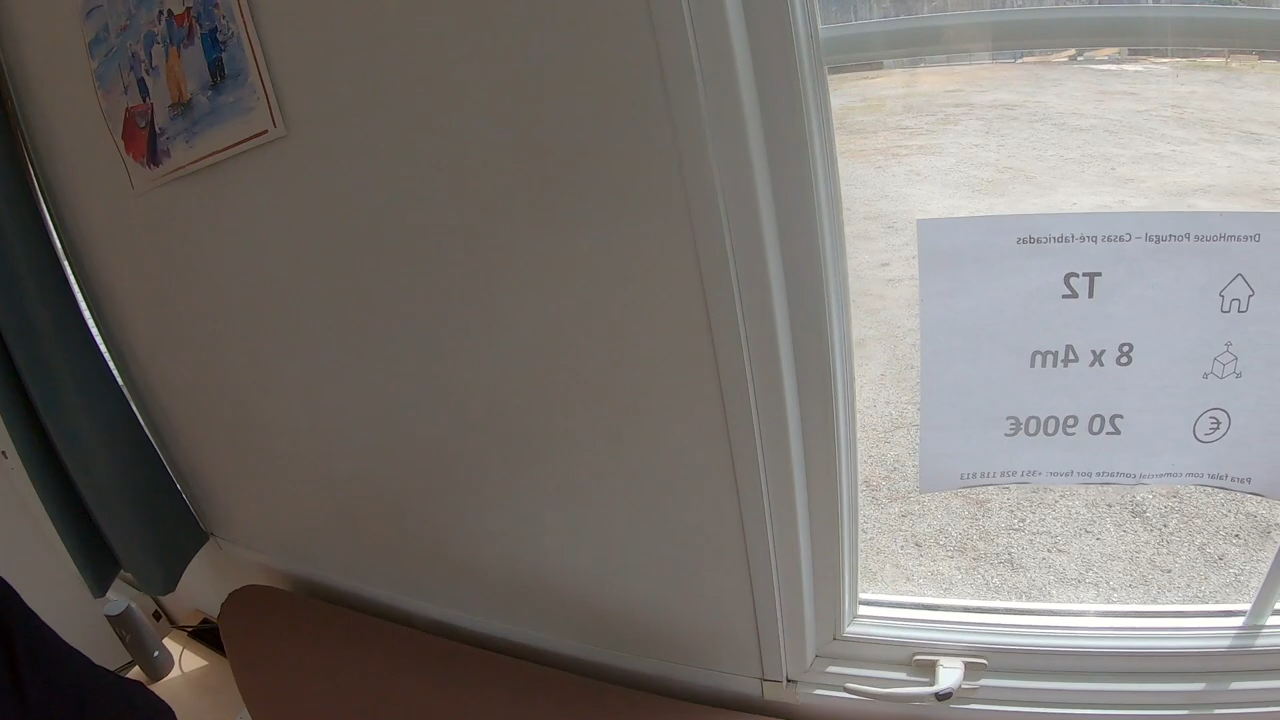 DreamHouse Portugal – Casas pré-fabricadas
T2
8 x 4m
20 900€
Para falar com comercial contacte por favor: +351 928 118 813